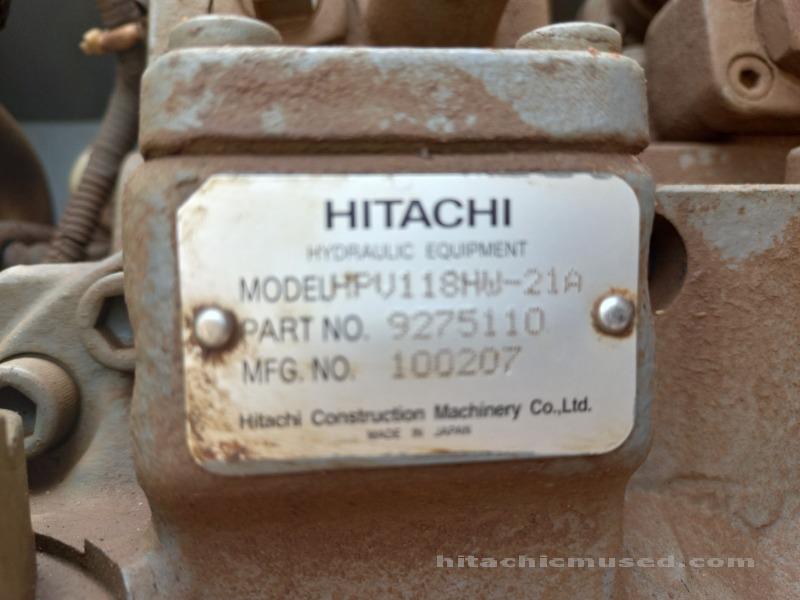 HITACHI
HYDRAULIC EQUIPMENT
MODEL HPV118HW-21A
PART NO. 9275110
MFG. NO. 100207
Hitachi Construction Machinery Co.,Ltd.
MADE IN JAPAN
hitachicmused.com